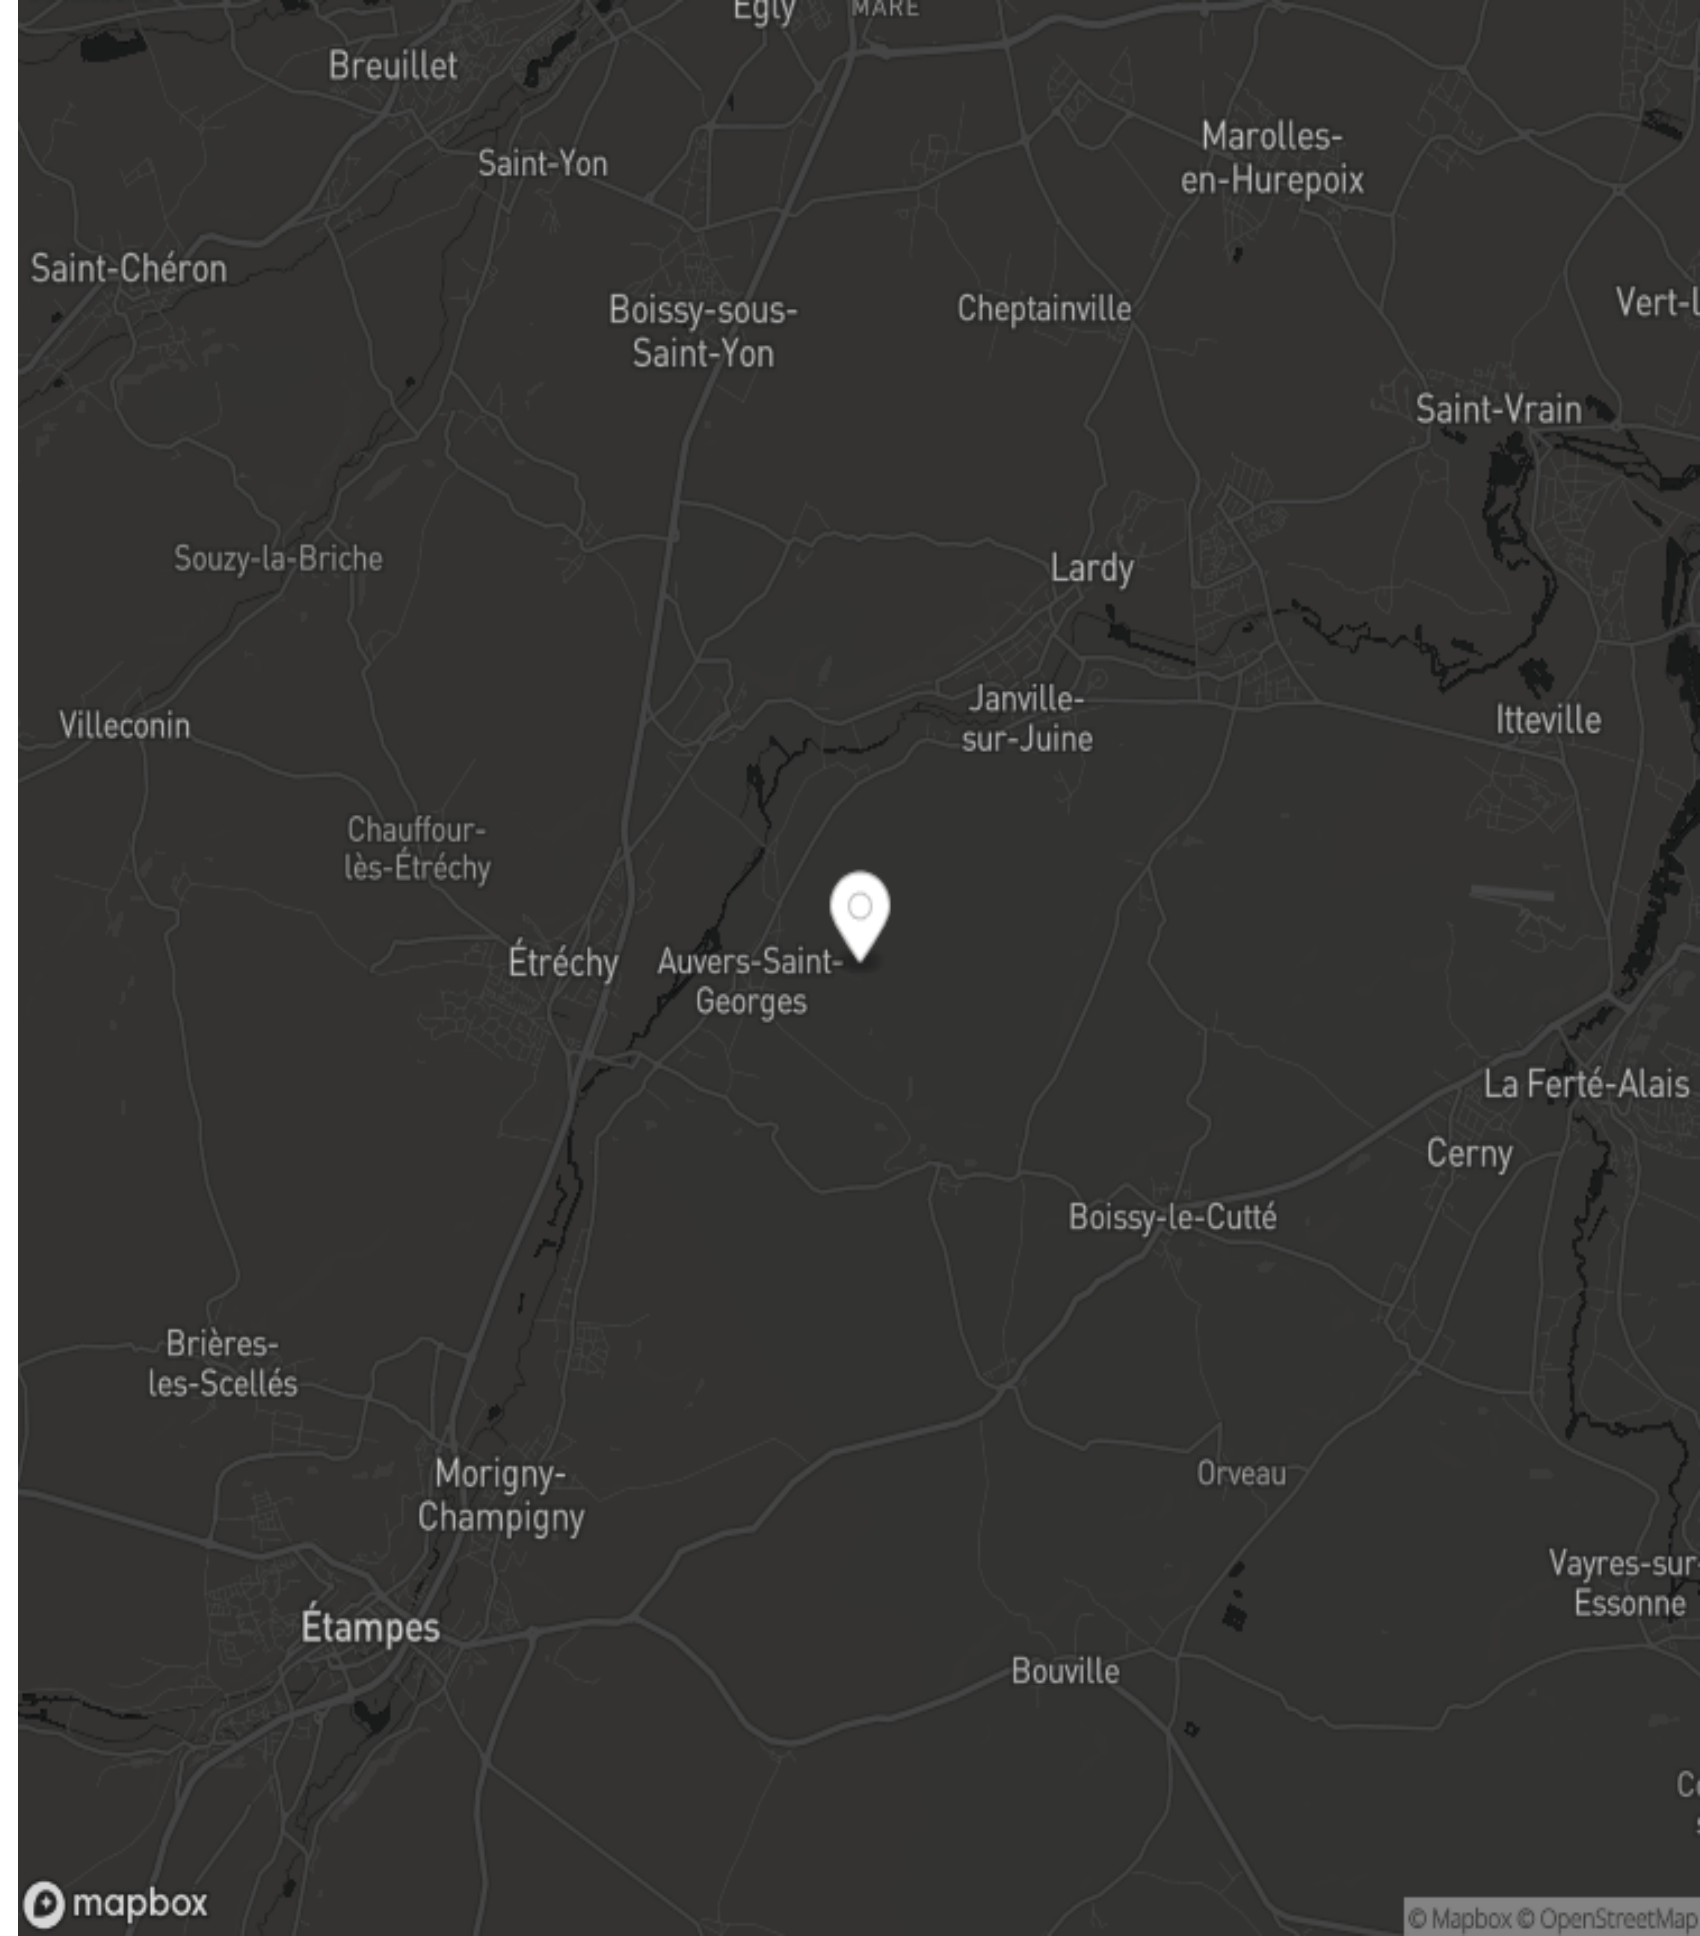 Egly
MARE
Breuillet
Marolles-
en-Hurepoix
Saint-Yon
Saint-Chéron
Boissy-sous-
Saint-Yon
Cheptainville
Saint-Vrain
Souzy-la-Briche
Lardy
Villeconin
Janville-
sur-Juine
Itteville
Chauffour-
lès-Étréchy
Étréchy
Auvers-Saint-
Georges
La Ferté-Alais
Cerny
Boissy-le-Cutté
Brières-
les-Scellés
Morigny-
Champigny
Orveau
Vayres-sur-
Essonne
Étampes
Bouville
mapbox
© Mapbox © OpenStreetMap